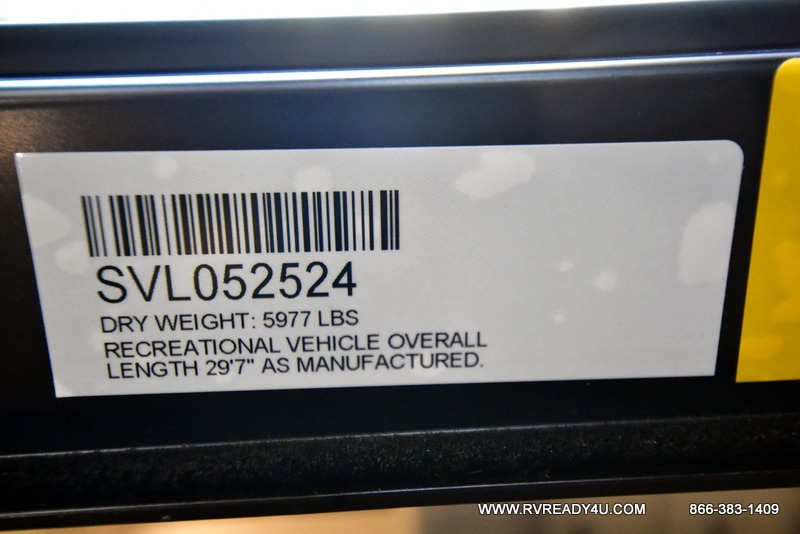 SVL052524
DRY WEIGHT: 5977 LBS
RECREATIONAL VEHICLE OVERALL
LENGTH 29'7" AS MANUFACTURED.
WWW.RVREADY4U.COM 866-383-1409